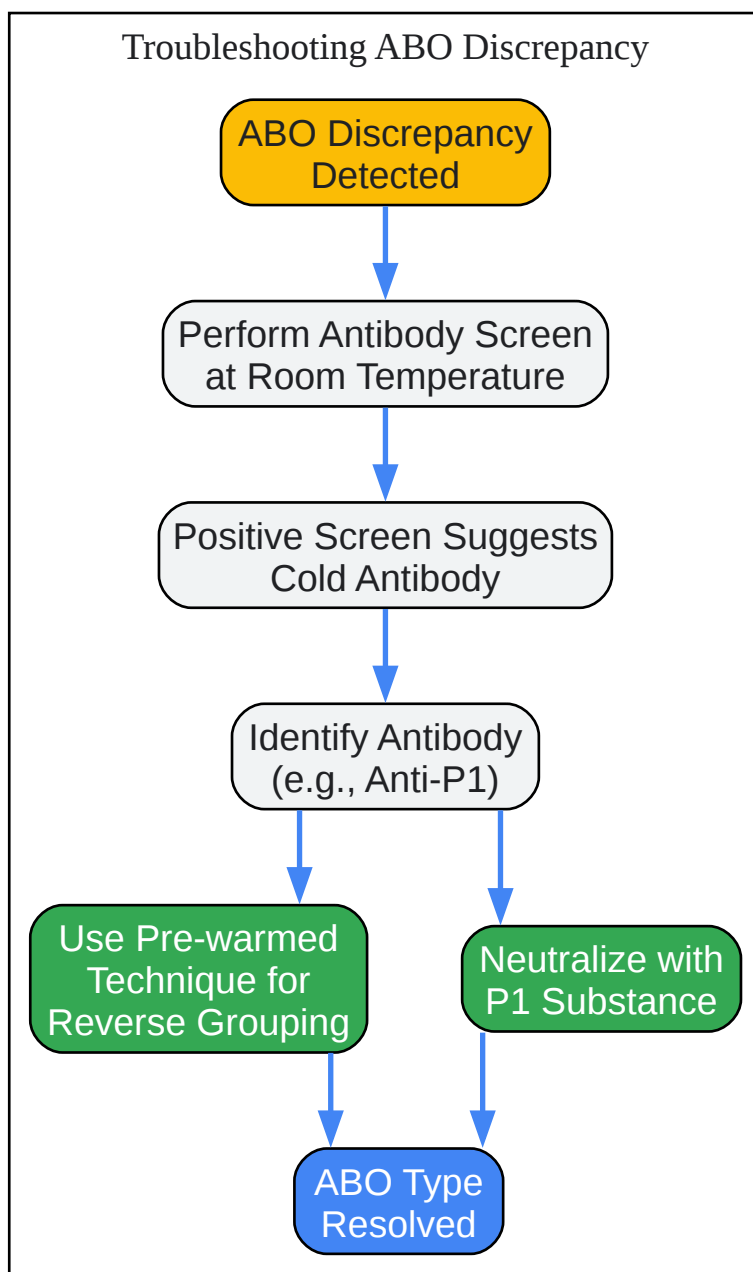 Troubleshooting ABO Discrepancy
ABO Discrepancy
Detected
Perform Antibody Screen
at Room Temperature
Positive Screen Suggests
Cold Antibody
Identify Antibody
(e.g., Anti-P1)
Use Pre-warmed
Technique for
Reverse Grouping
Neutralize with
P1 Substance
ABO Type
Resolved